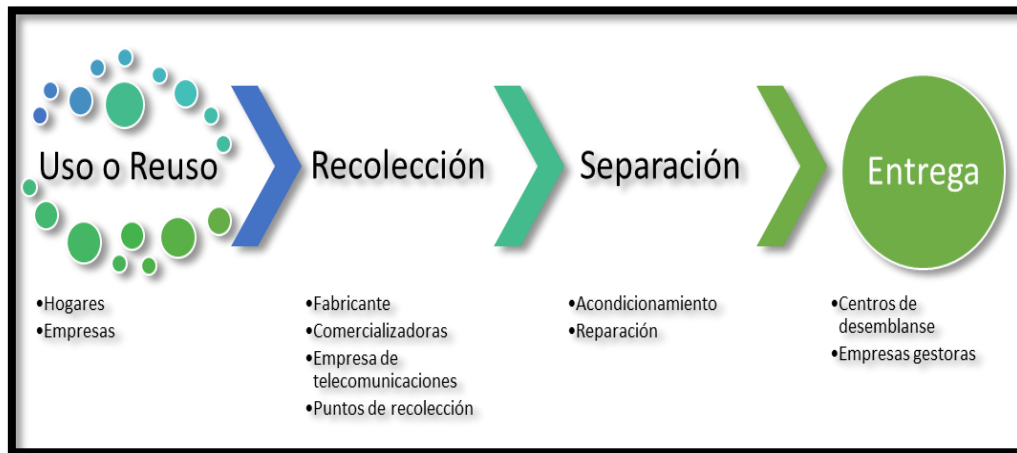 Uso o Reuso
Recolección
Separación
Entrega
•Hogares
•Empresas
•Fabricante
•Comercializadoras
•Empresa de
telecomunicaciones
•Puntos de recolección
•Acondicionamiento
•Reparación
•Centros de
desemblanse
•Empresas gestoras